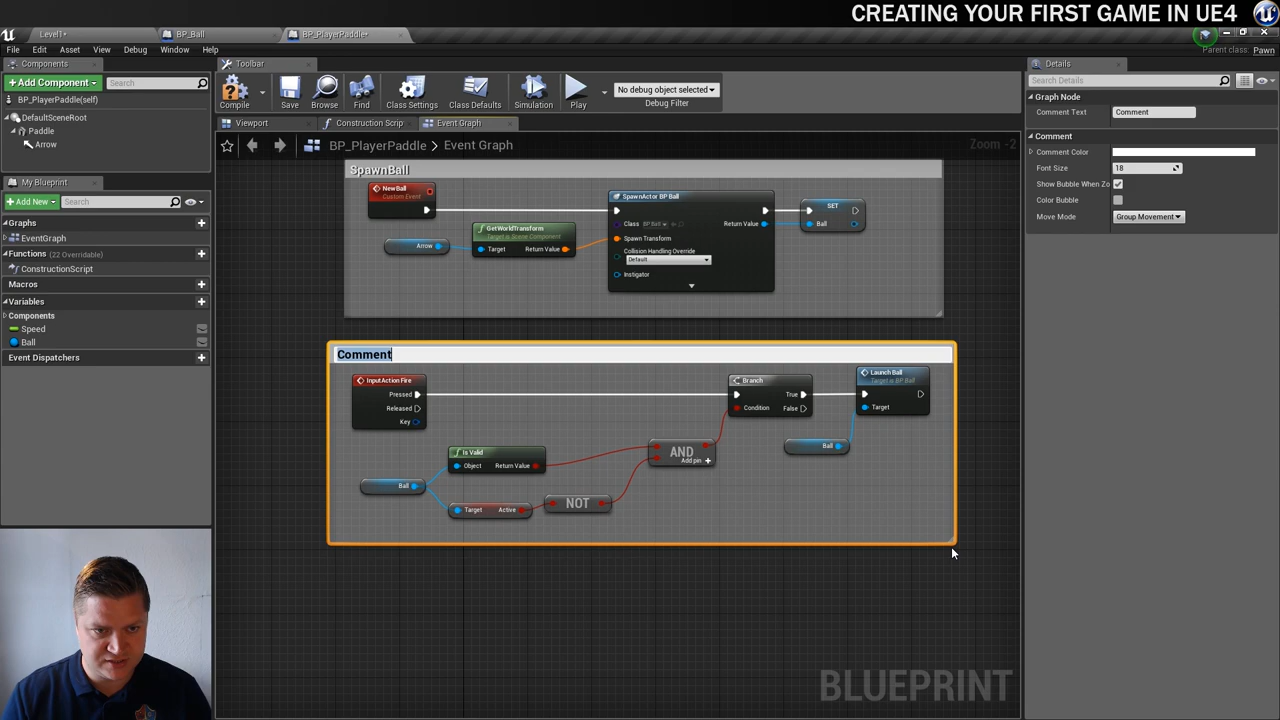 CREATING YOUR FIRST GAME IN UE4
Level1•
BP_Ball
BP_PlayerPaddle•
File Edit Asset View Debug Window Help
Parent class: Pawn
Components
+Add Component
Search
BP_PlayerPaddle(self)
DefaultSceneRoot
Paddle
Arrow
My Blueprint
+Add New
Search
Graphs
EventGraph
Functions (22 Overridable)
ConstructionScript
Macros
Variables
Components
Speed
Ball
Event Dispatchers
Toolbar
Compile
Save
Browse
Find
Class Settings
Class Defaults
Simulation
Play
No debug object selected
Debug Filter
Viewport
Construction Scrip
Event Graph
BP_PlayerPaddle > Event Graph
Zoom -2
SpawnBall
NewBall
Custom Event
Arrow
GetWorldTransform
Target is Scene Component
Target Return Value
SpawnActor BP Ball
Class BP Ball Return Value
Spawn Transform
Collision Handling Override
Default
Instigator
SET
Ball
Comment
InputAction Fire
Pressed
Released
Key
Branch
True
Condition False
Launch Ball
Target is BP Ball
Target
Ball
Is Valid
Object Return Value
AND
Add pin +
Ball
Target Active
NOT
BLUEPRINT
Details
Search Details
Graph Node
Comment Text Comment
Comment
Comment Color
Font Size 18
Show Bubble When Zo
Color Bubble
Move Mode Group Movement